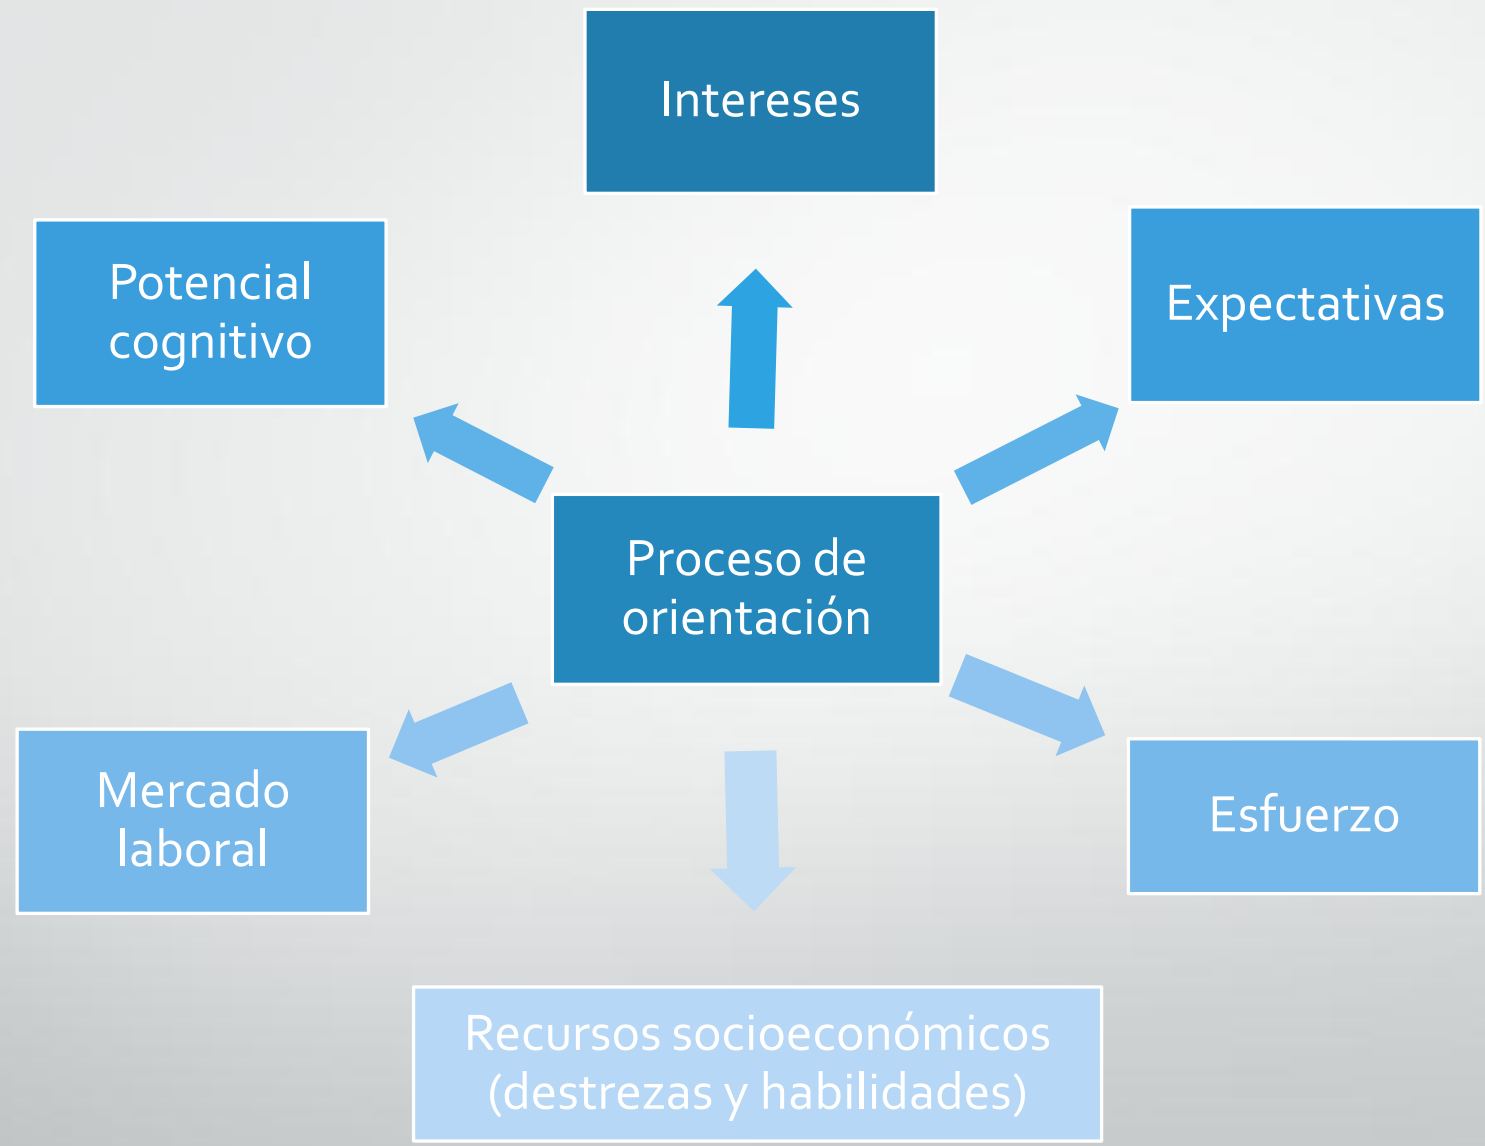 Intereses
Potencial
cognitivo
Expectativas
Proceso de
orientación
Mercado
laboral
Esfuerzo
Recursos socioeconómicos
(destrezas y habilidades)